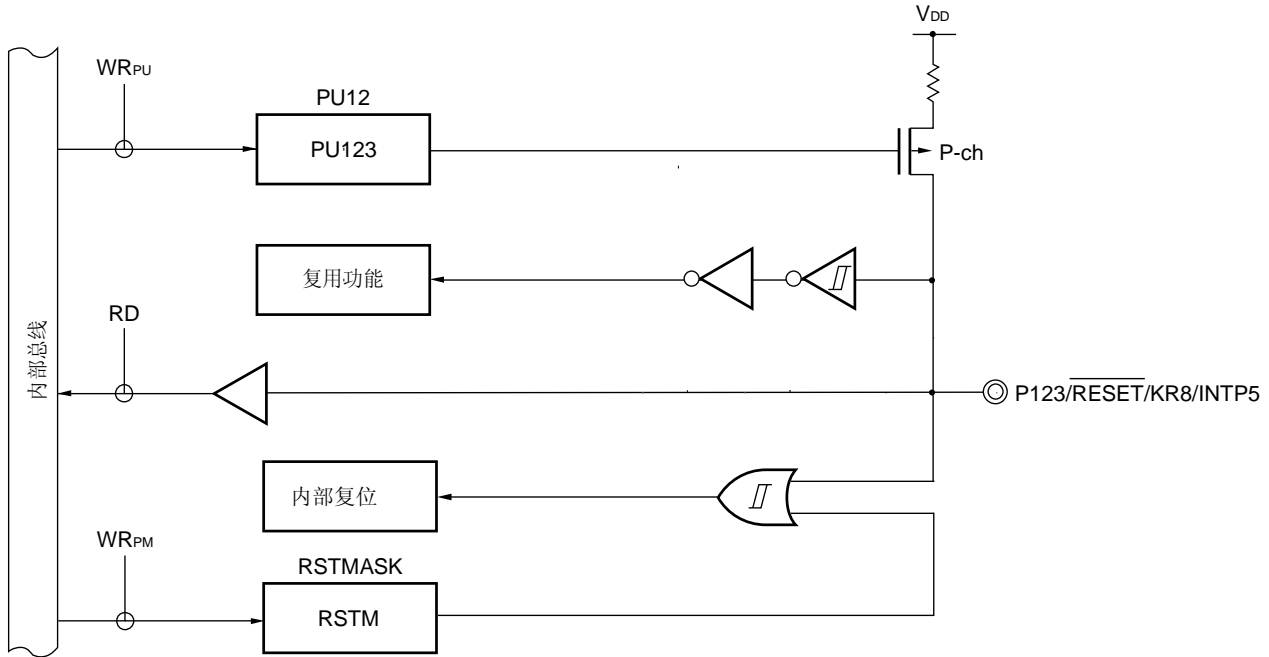 VDD
WRPU
PU12
PU123
P-ch
复用功能
RD
内部总线
P123/RESET/KR8/INTP5
内部复位
WRPM
RSTMASK
RSTM